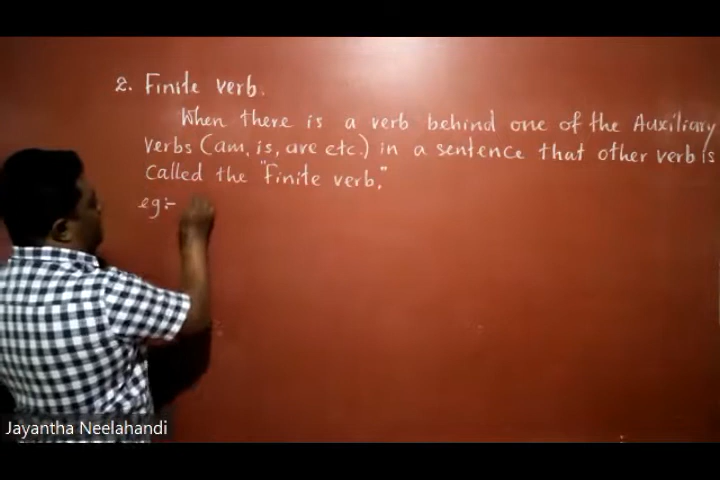 2. Finite verb.
When there is a verb behind one of the Auxiliary
verbs (am, is, are etc.) in a sentence that other verb is
called the "finite verb."
eg:-
Jayantha Neelahandi